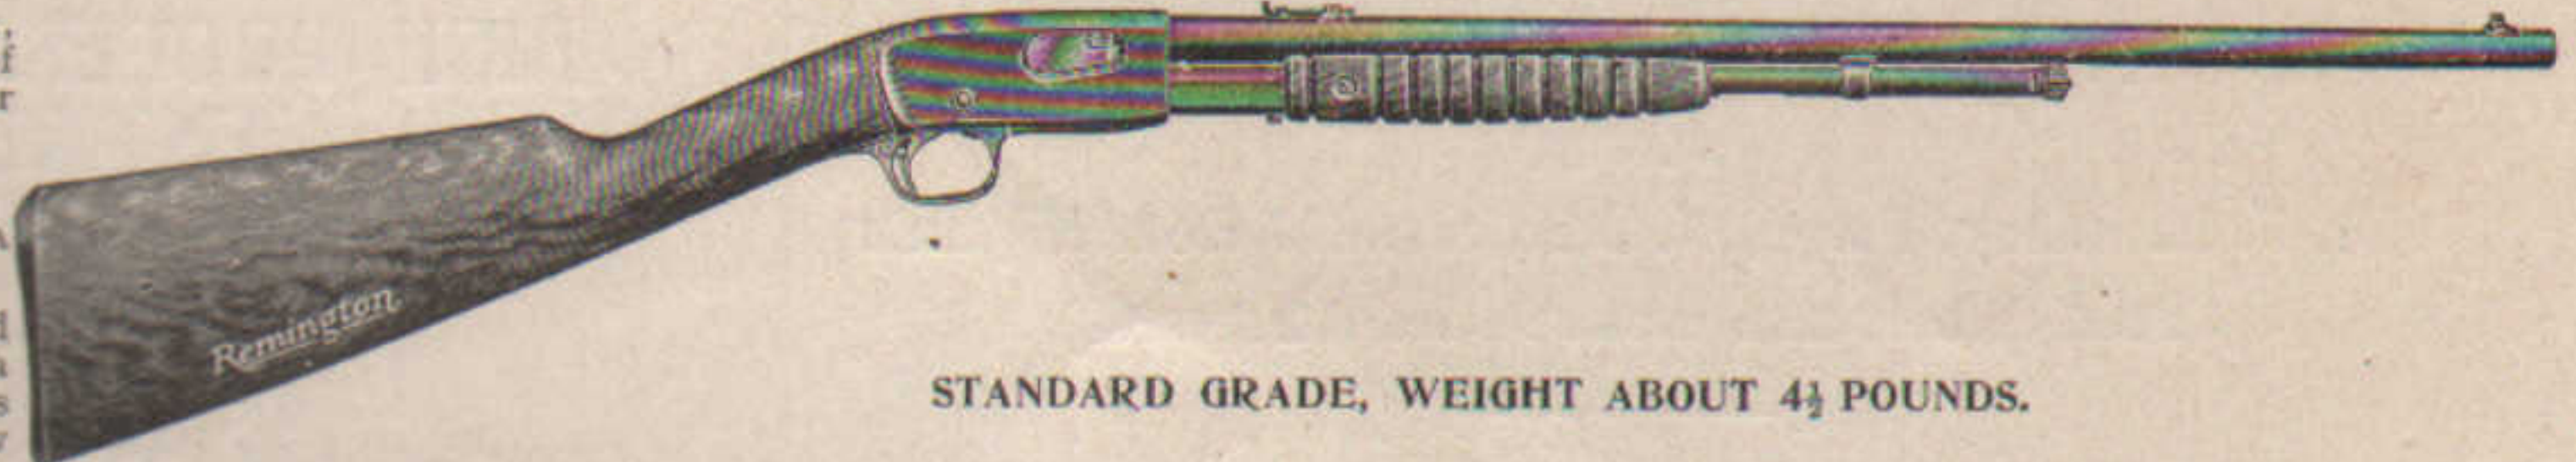 Remington
STANDARD GRADE, WEIGHT ABOUT 4½ POUNDS.